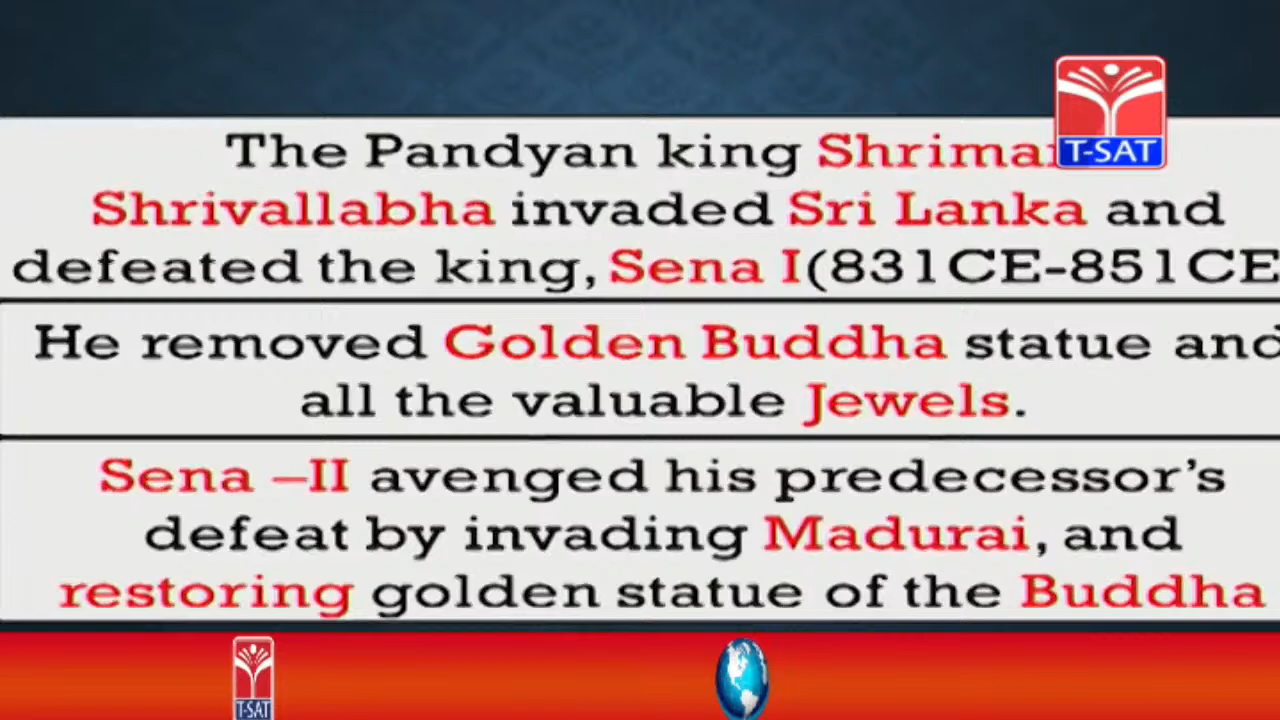 The Pandyan king
T-SAT
Shrivallabha invaded Sri Lanka and
defeated the king, Sena I(831CE-851CE
He removed Golden Buddha statue and
all the valuable Jewels.
Sena –II avenged his predecessor’s
defeat by invading Madurai, and
restoring golden statue of the Buddha
T-SAT